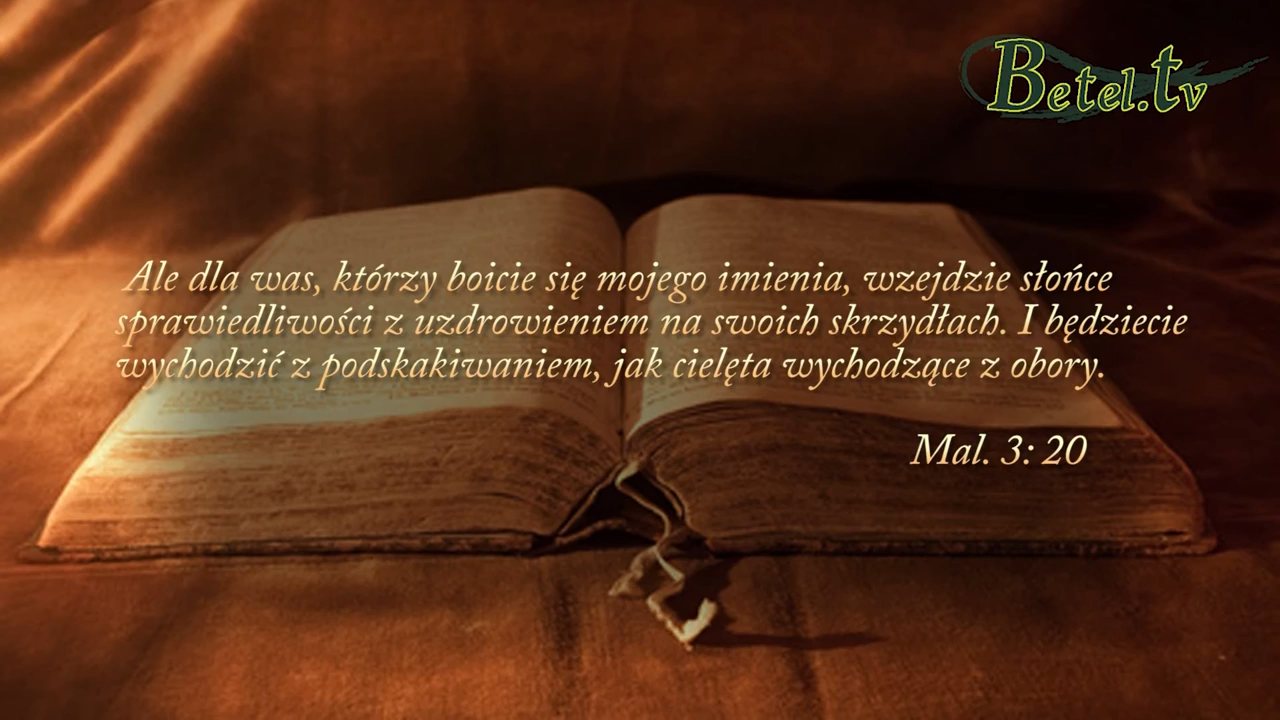 Betel.tv
Ale dla was, którzy boicie się mojego imienia, wzejdzie słońce
sprawiedliwości z uzdrowieniem na swoich skrzydłach. I będziecie
wychodzić z podskakiwaniem, jak cielęta wychodzące z obory.
Mal. 3: 20